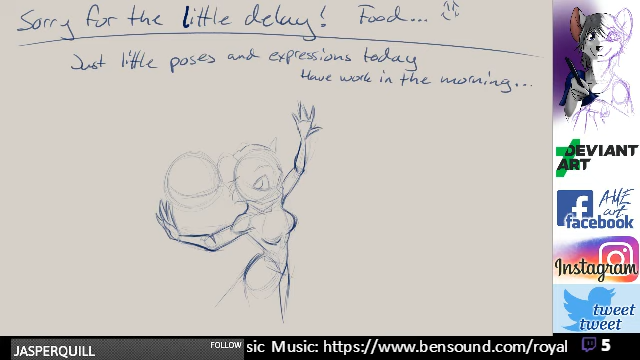 Sorry for the little delay! Food...
Just little poses and expressions today
Have work in the morning...
DEVIANT
ART
AHE
art
facebook
Instagram
tweet
tweet
JASPERQUILL
FOLLOW
sic Music: https://www.bensound.com/royal
5